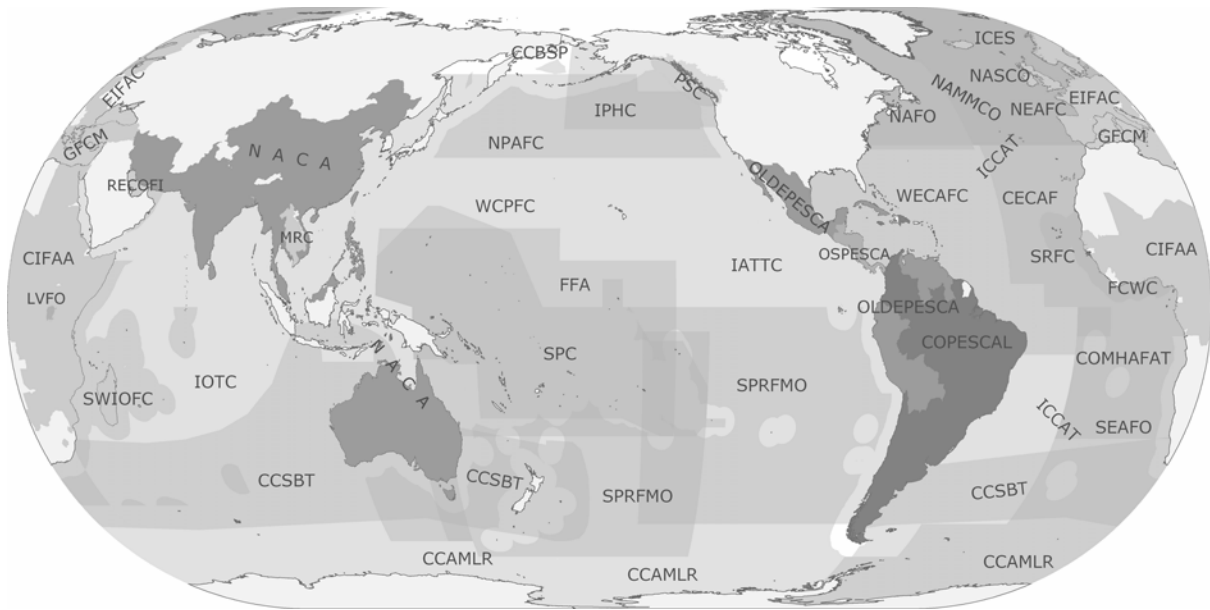 ICES
CCBSP
NASCO
EIFAC
PSC
NAMMCO
EIFAC
IPHC
NEAFC
NAFO
GFCM
GFCM
NPAFC
NACA
ICCAT
RECOFI
OLDEPESCA
WECAFC
CECAF
WCPFC
MRC
CIFAA
OSPESCA
SRFC
CIFAA
IATTC
LVFO
FFA
FCWC
OLDEPESCA
COPESCAL
SPC
COMHAFAT
NACA
IOTC
SPRFMO
SWIOFC
ICCAT
SEAFO
CCSBT
CCSBT
SPRFMO
CCSBT
CCAMLR
CCAMLR
CCAMLR